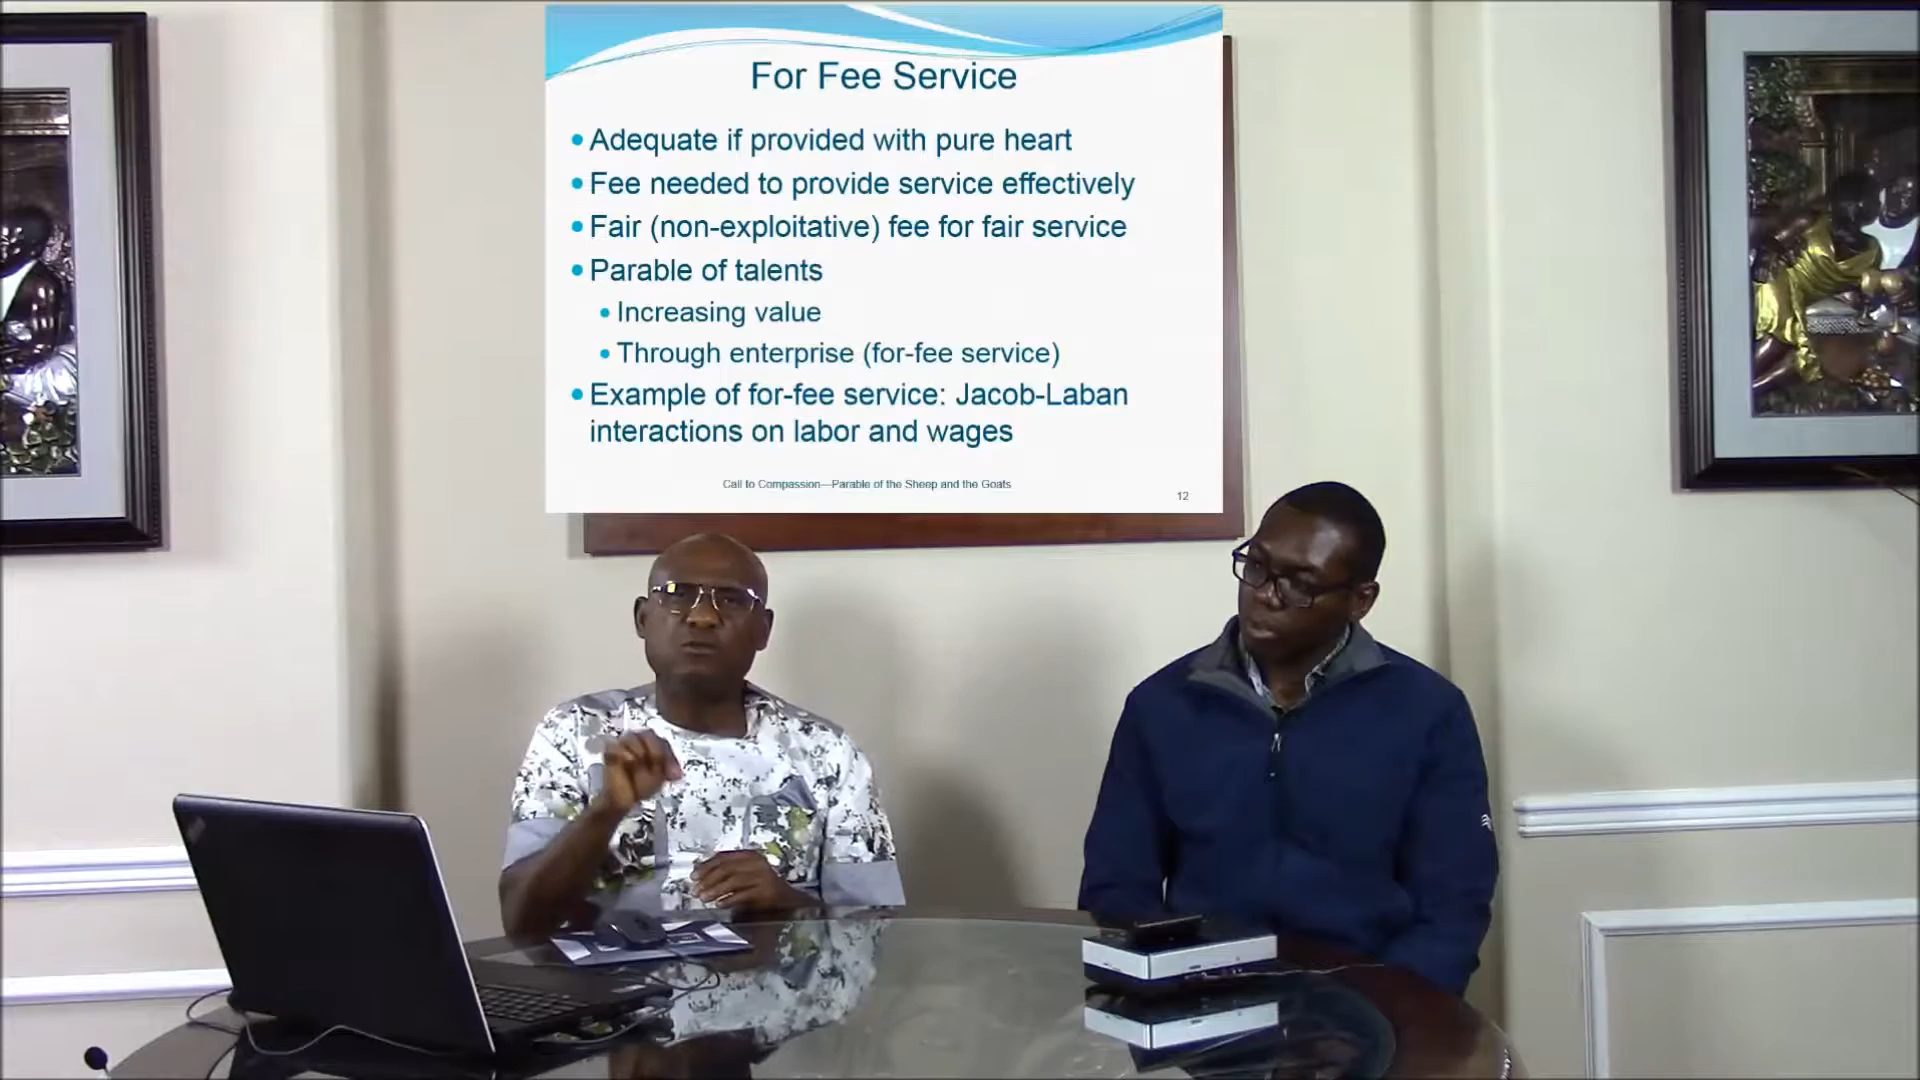 For Fee Service
• Adequate if provided with pure heart
• Fee needed to provide service effectively
• Fair (non-exploitative) fee for fair service
• Parable of talents
• Increasing value
• Through enterprise (for-fee service)
• Example of for-fee service: Jacob-Laban
interactions on labor and wages
Call to Compassion—Parable of the Sheep and the Goats
12